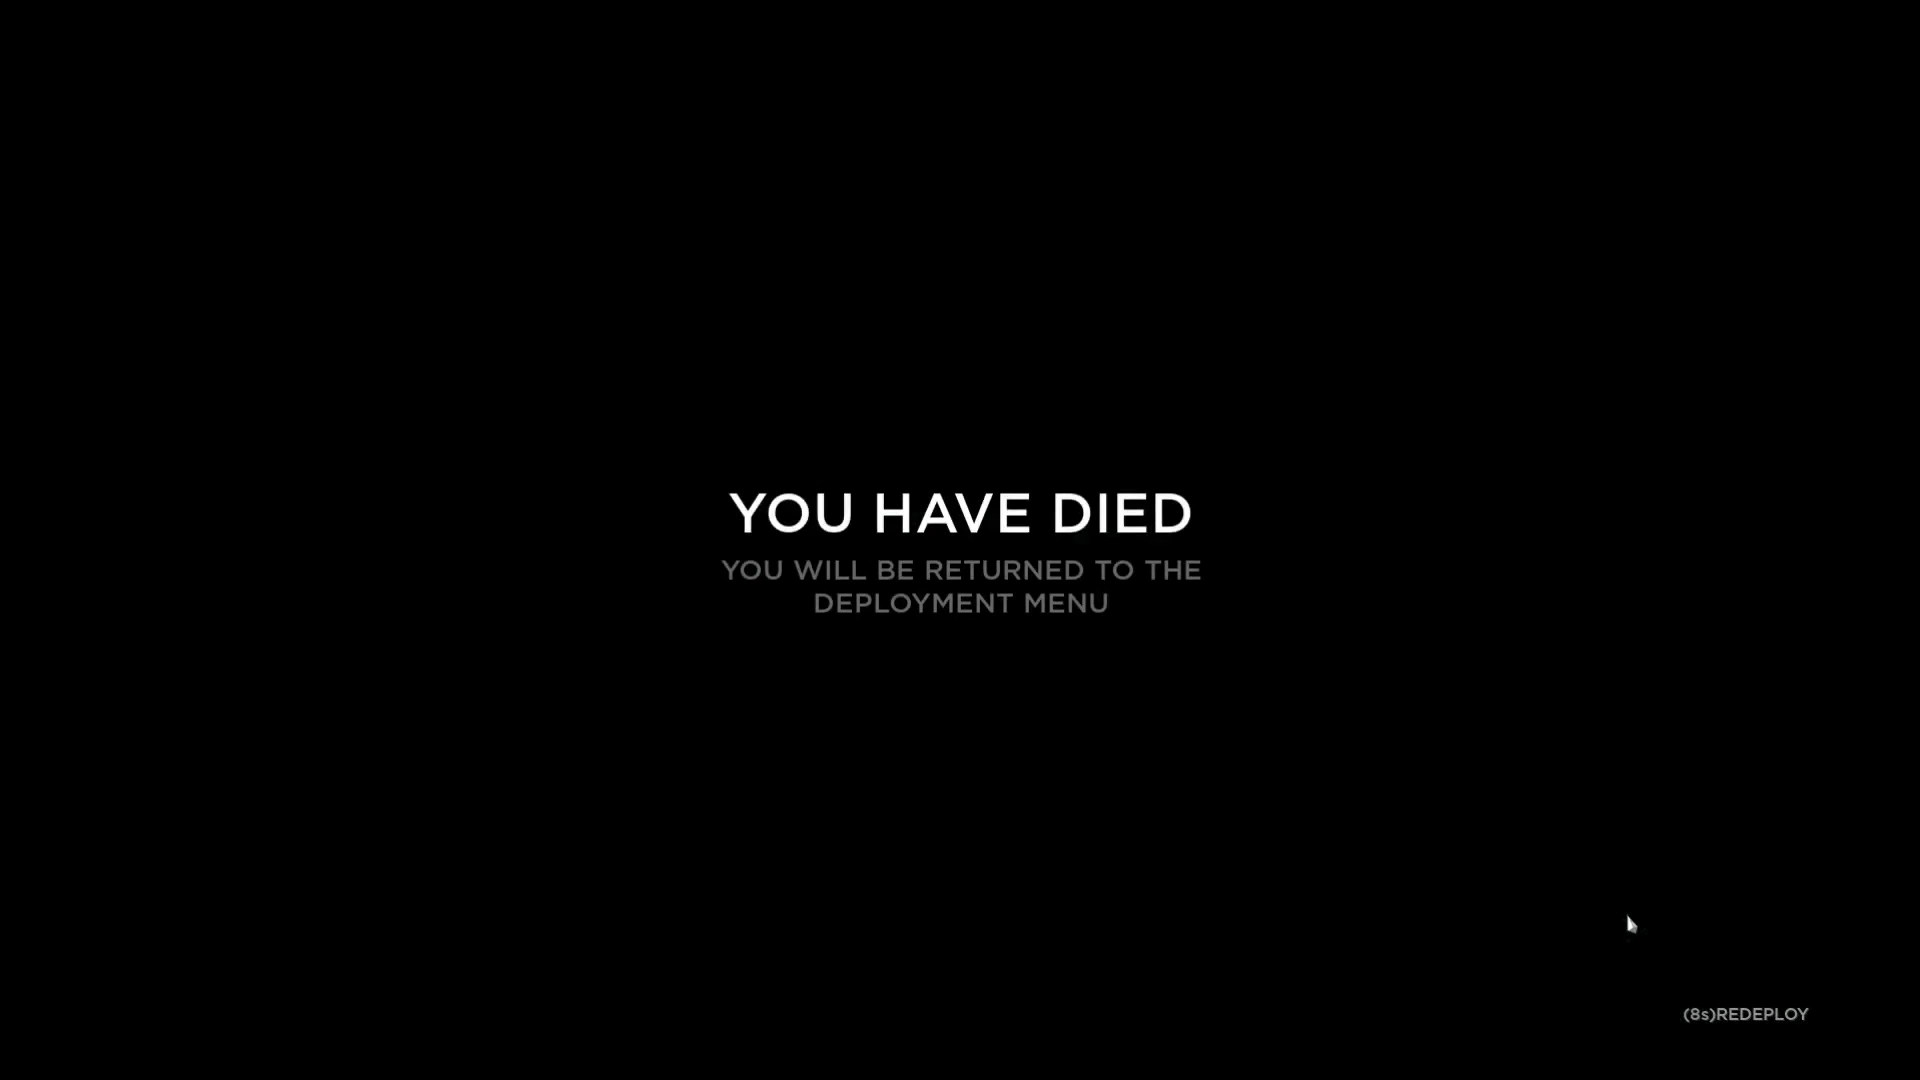 YOU HAVE DIED
YOU WILL BE RETURNED TO THE
DEPLOYMENT MENU
(8s)REDEPLOY